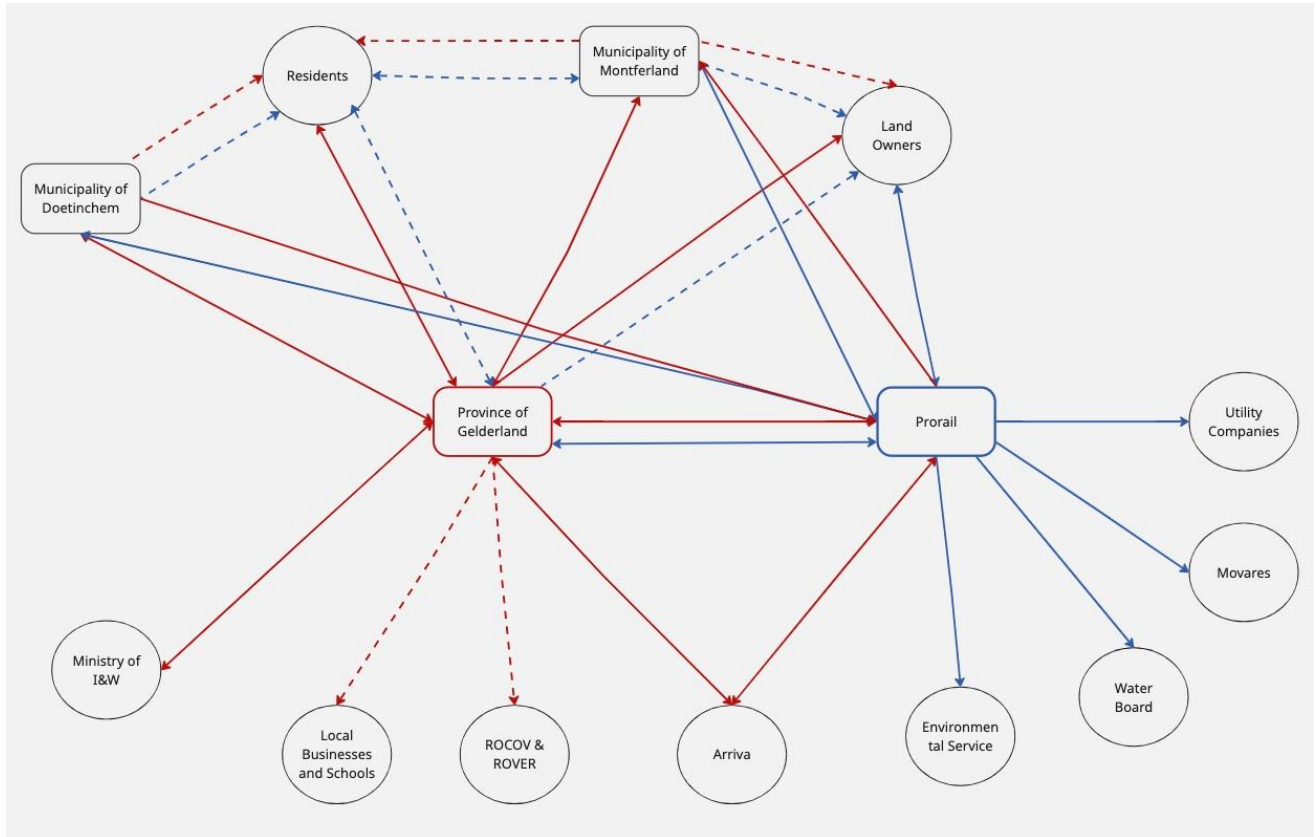 Residents
Municipality of
Montferland
Land
Owners
Municipality of
Doetinchem
Province of
Gelderland
Prorail
Utility
Companies
Movares
Ministry of
I&W
Local
Businesses
and Schools
ROCOV &
ROVER
Arriva
Environmen
tal Service
Water
Board